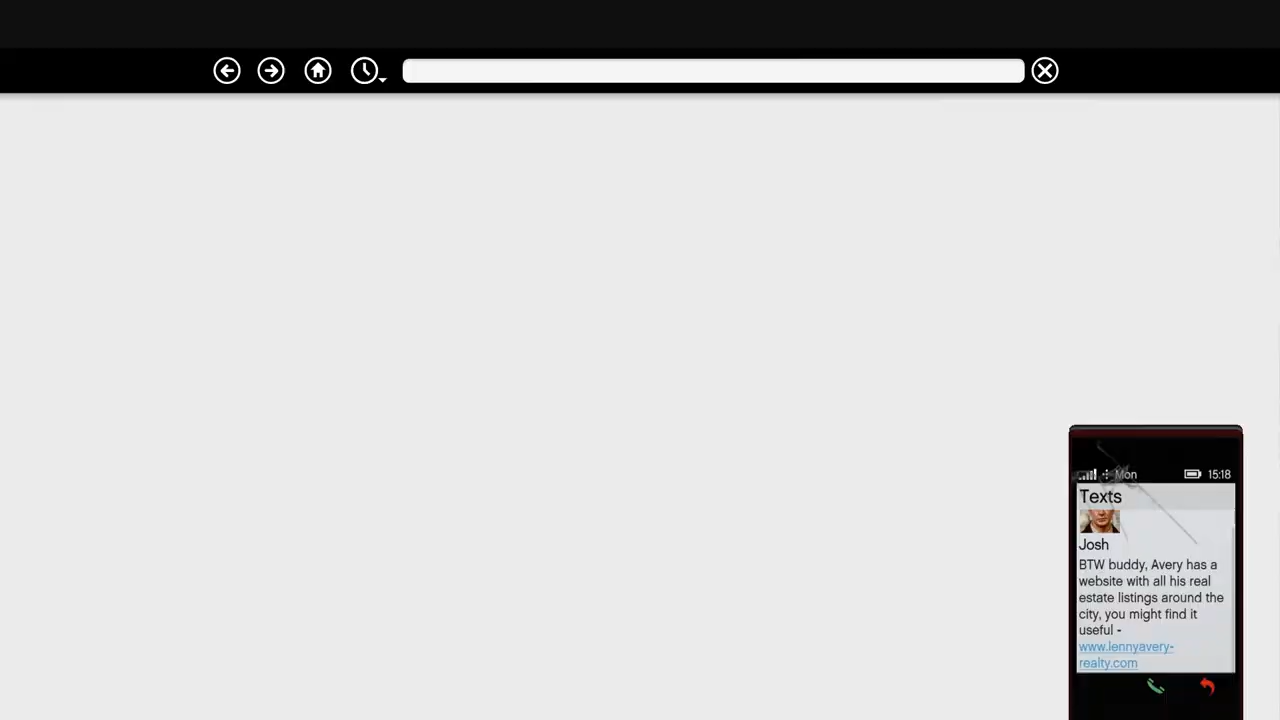 Mon 15:18
Texts
Josh
BTW buddy, Avery has a
website with all his real
estate listings around the
city, you might find it
useful -
www.lennyavery-
realty.com